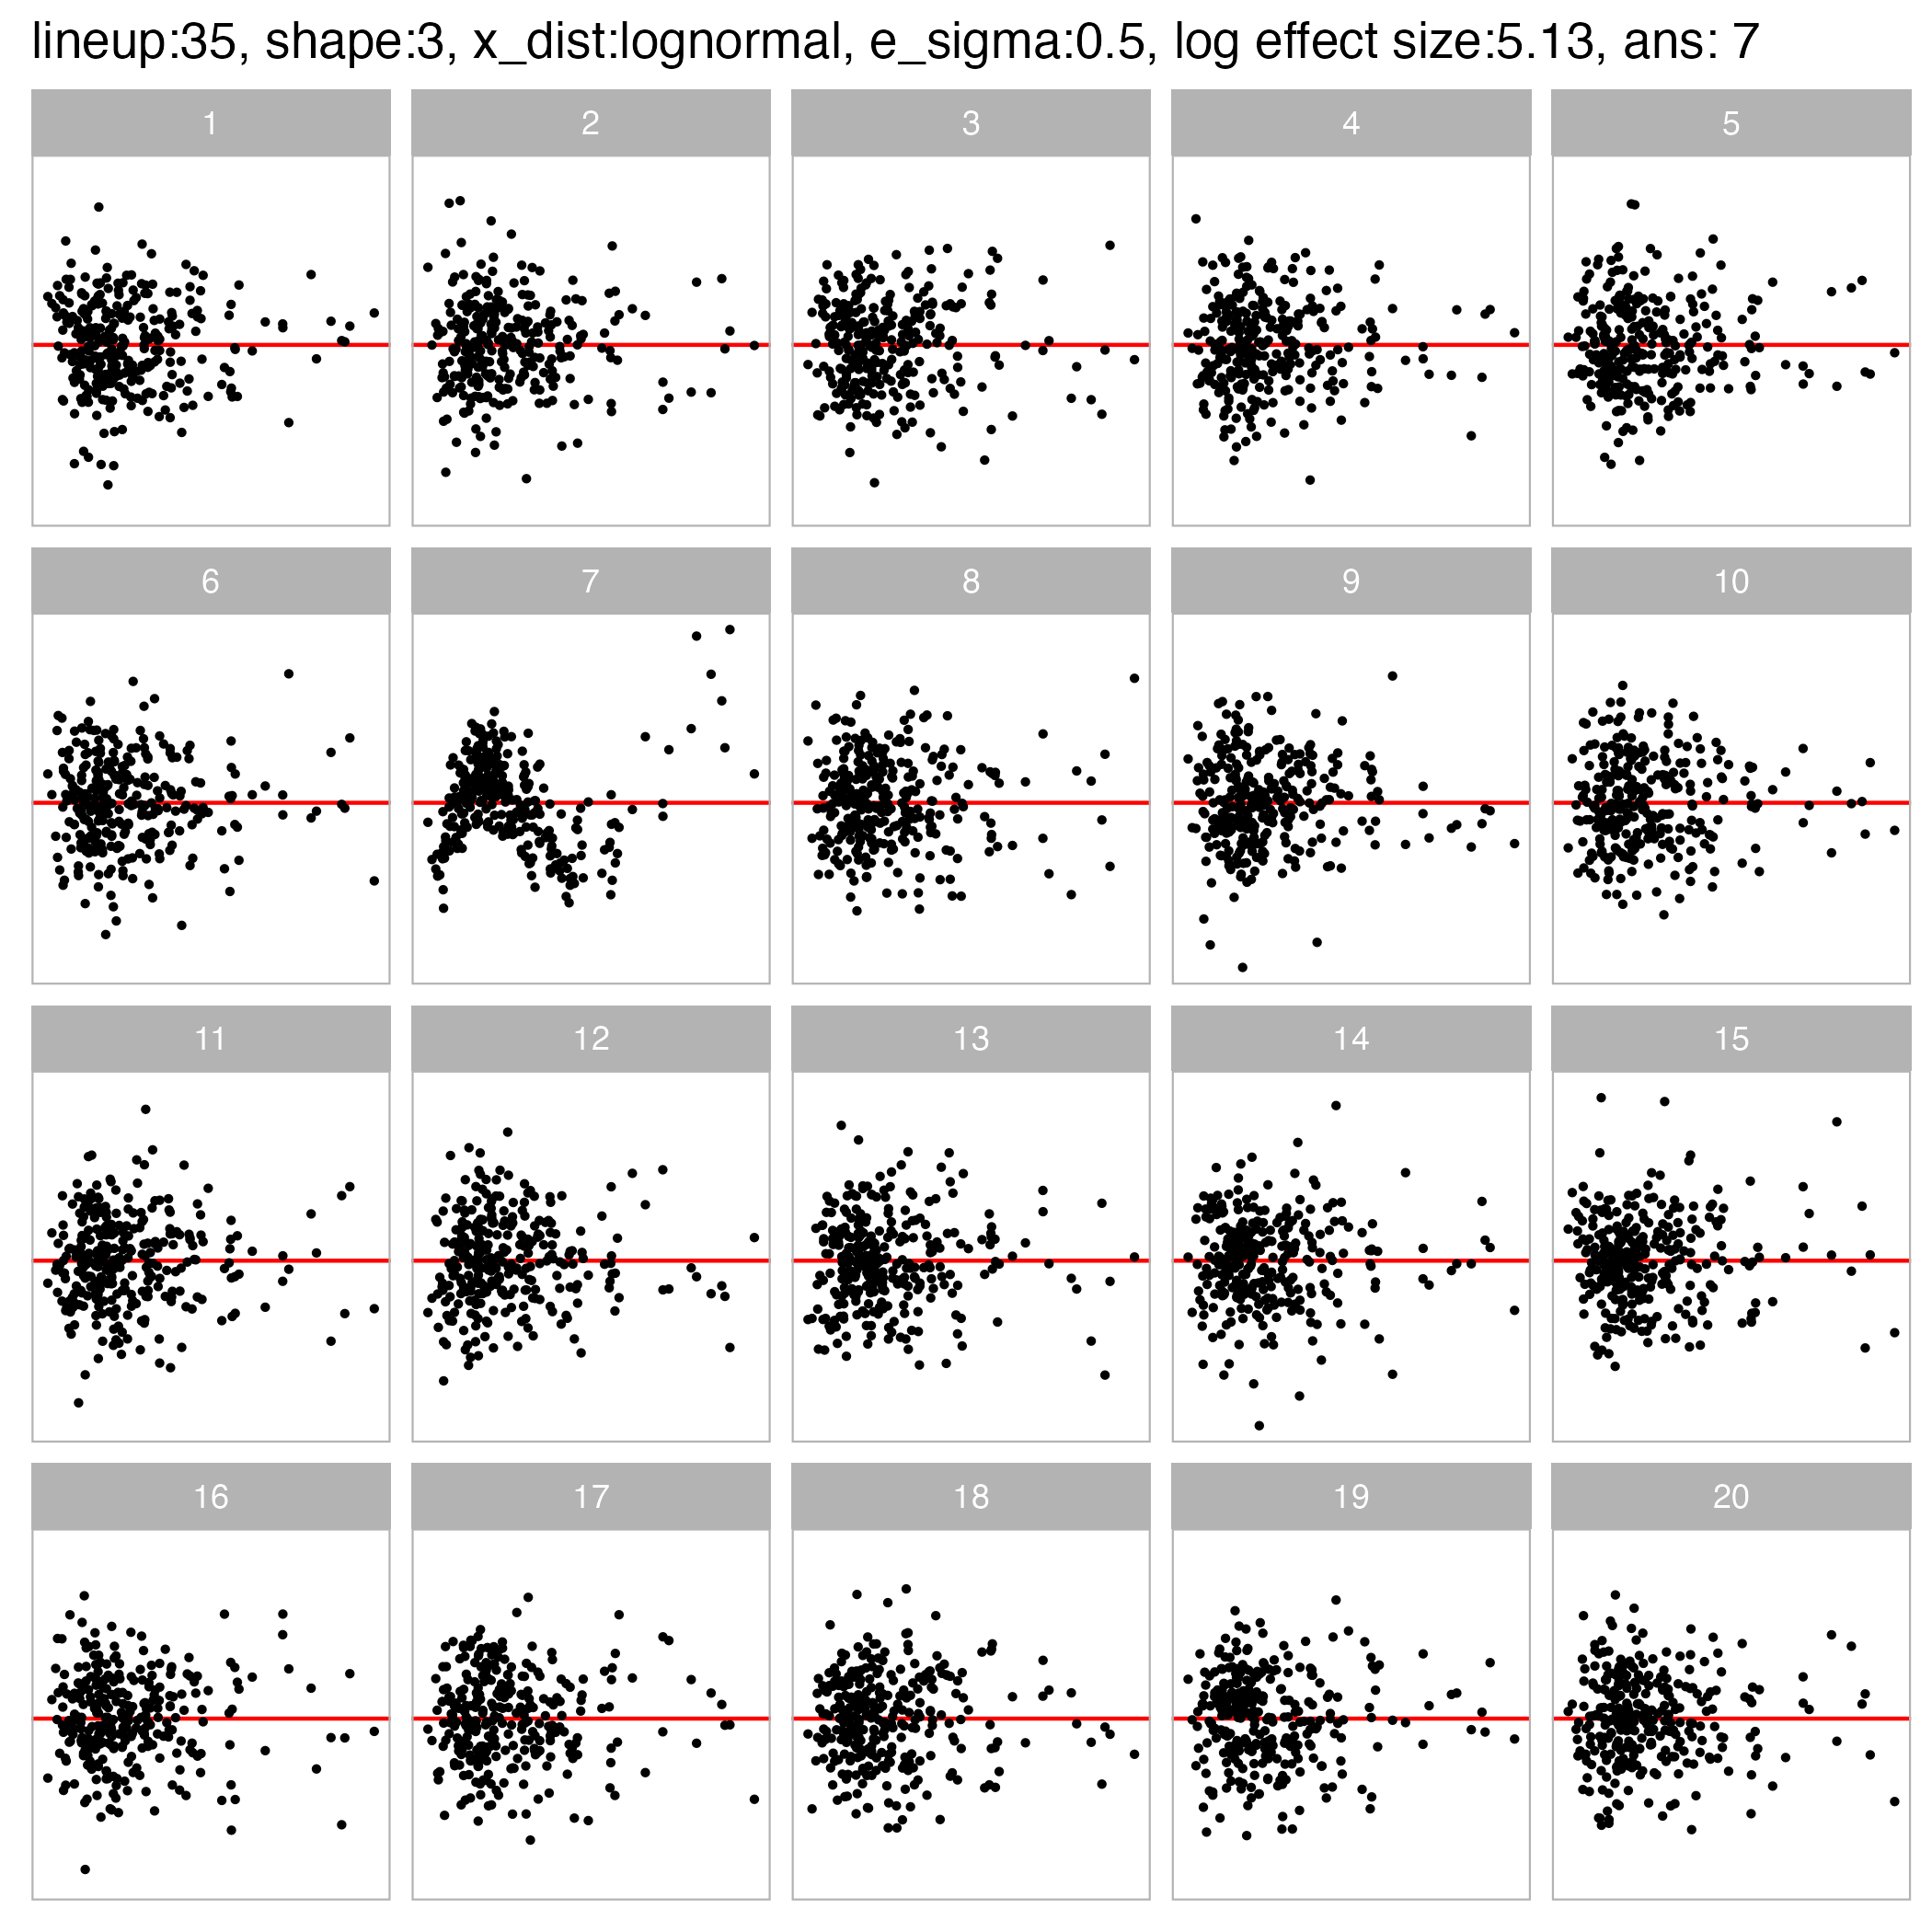 lineup:35, shape:3, x_dist:lognormal, e_sigma:0.5, log effect size:5.13, ans: 7
1 2 3 4 5
6 7 8 9 10
11 12 13 14 15
16 17 18 19 20